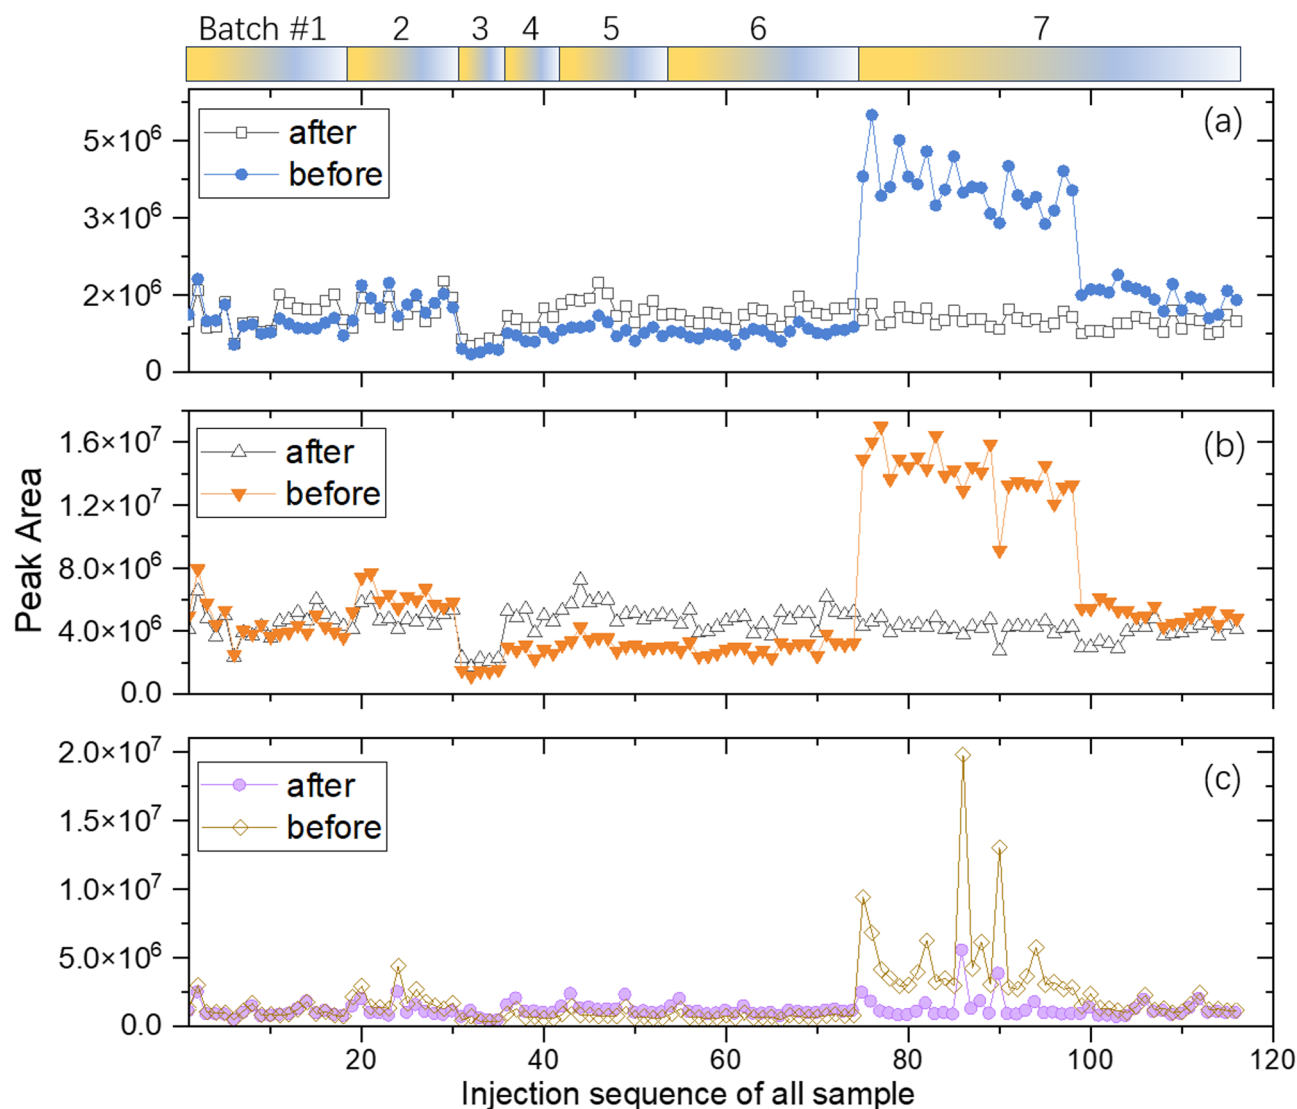 Batch #1 2 3 4 5 6 7
(a)
after
before
5×10⁶
3×10⁶
2×10⁶
0
(b)
after
before
1.6×10⁷
1.2×10⁷
8.0×10⁶
4.0×10⁶
0.0
Peak Area
(c)
after
before
2.0×10⁷
1.5×10⁷
1.0×10⁷
5.0×10⁶
0.0
20 40 60 80 100 120
Injection sequence of all sample